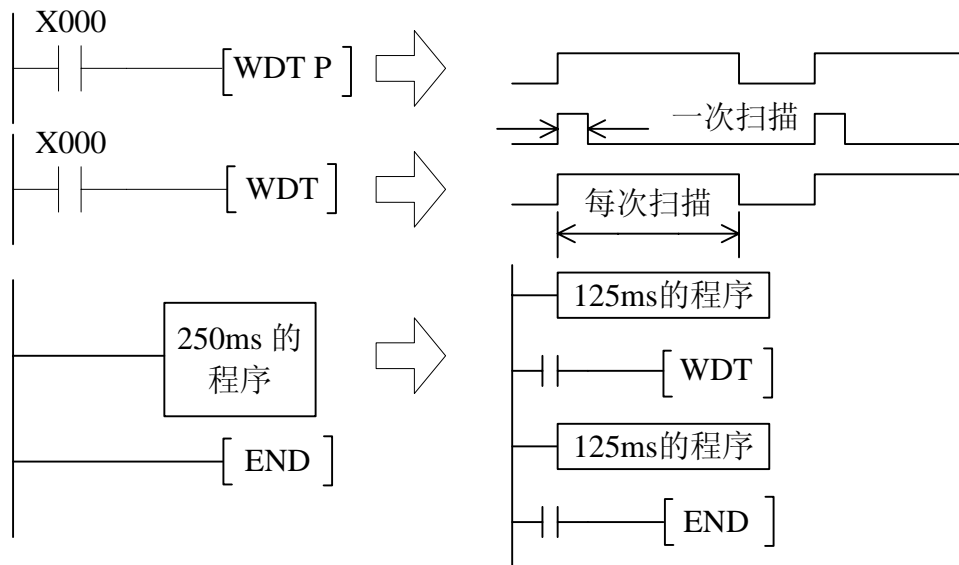 X000
WDT P
一次扫描
X000
WDT
每次扫描
250ms 的
程序
END
125ms的程序
WDT
125ms的程序
END